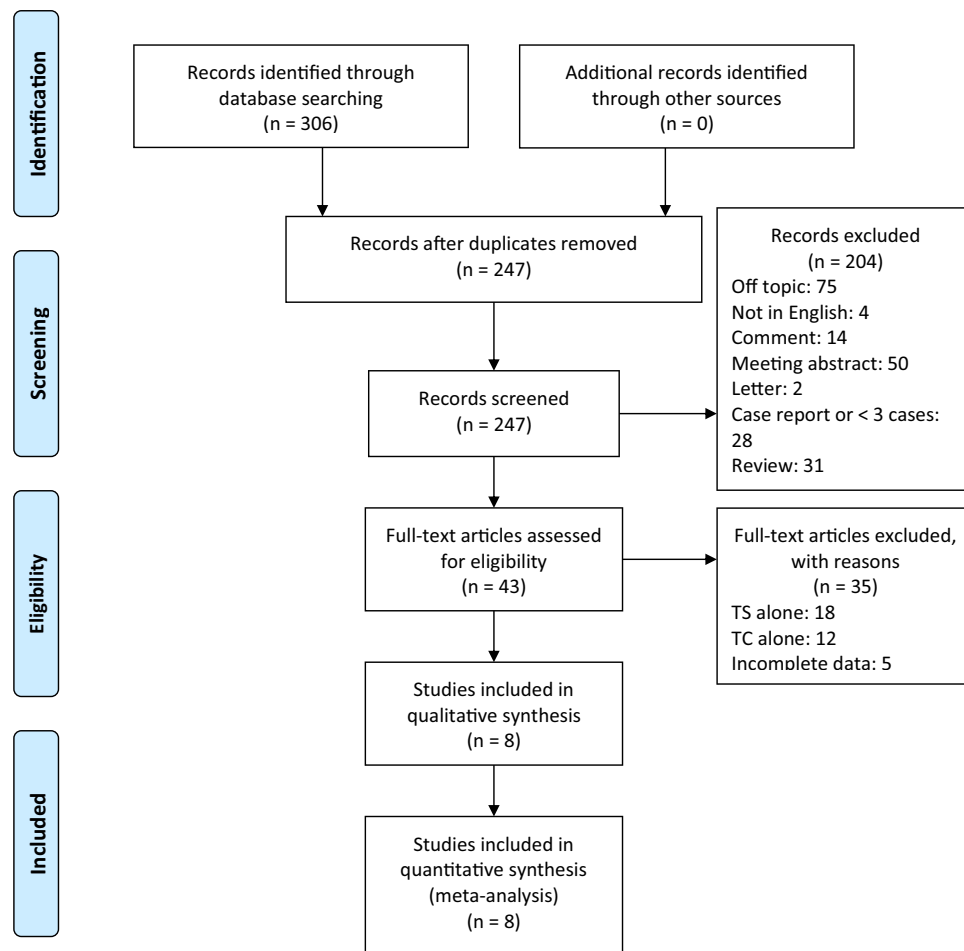 Identification
Records identified through
database searching
(n = 306)
Additional records identified
through other sources
(n = 0)
Screening
Records after duplicates removed
(n = 247)
Records screened
(n = 247)
Records excluded
(n = 204)
Off topic: 75
Not in English: 4
Comment: 14
Meeting abstract: 50
Letter: 2
Case report or < 3 cases:
28
Review: 31
Eligibility
Full-text articles assessed
for eligibility
(n = 43)
Full-text articles excluded,
with reasons
(n = 35)
TS alone: 18
TC alone: 12
Incomplete data: 5
Studies included in
qualitative synthesis
(n = 8)
Included
Studies included in
quantitative synthesis
(meta-analysis)
(n = 8)